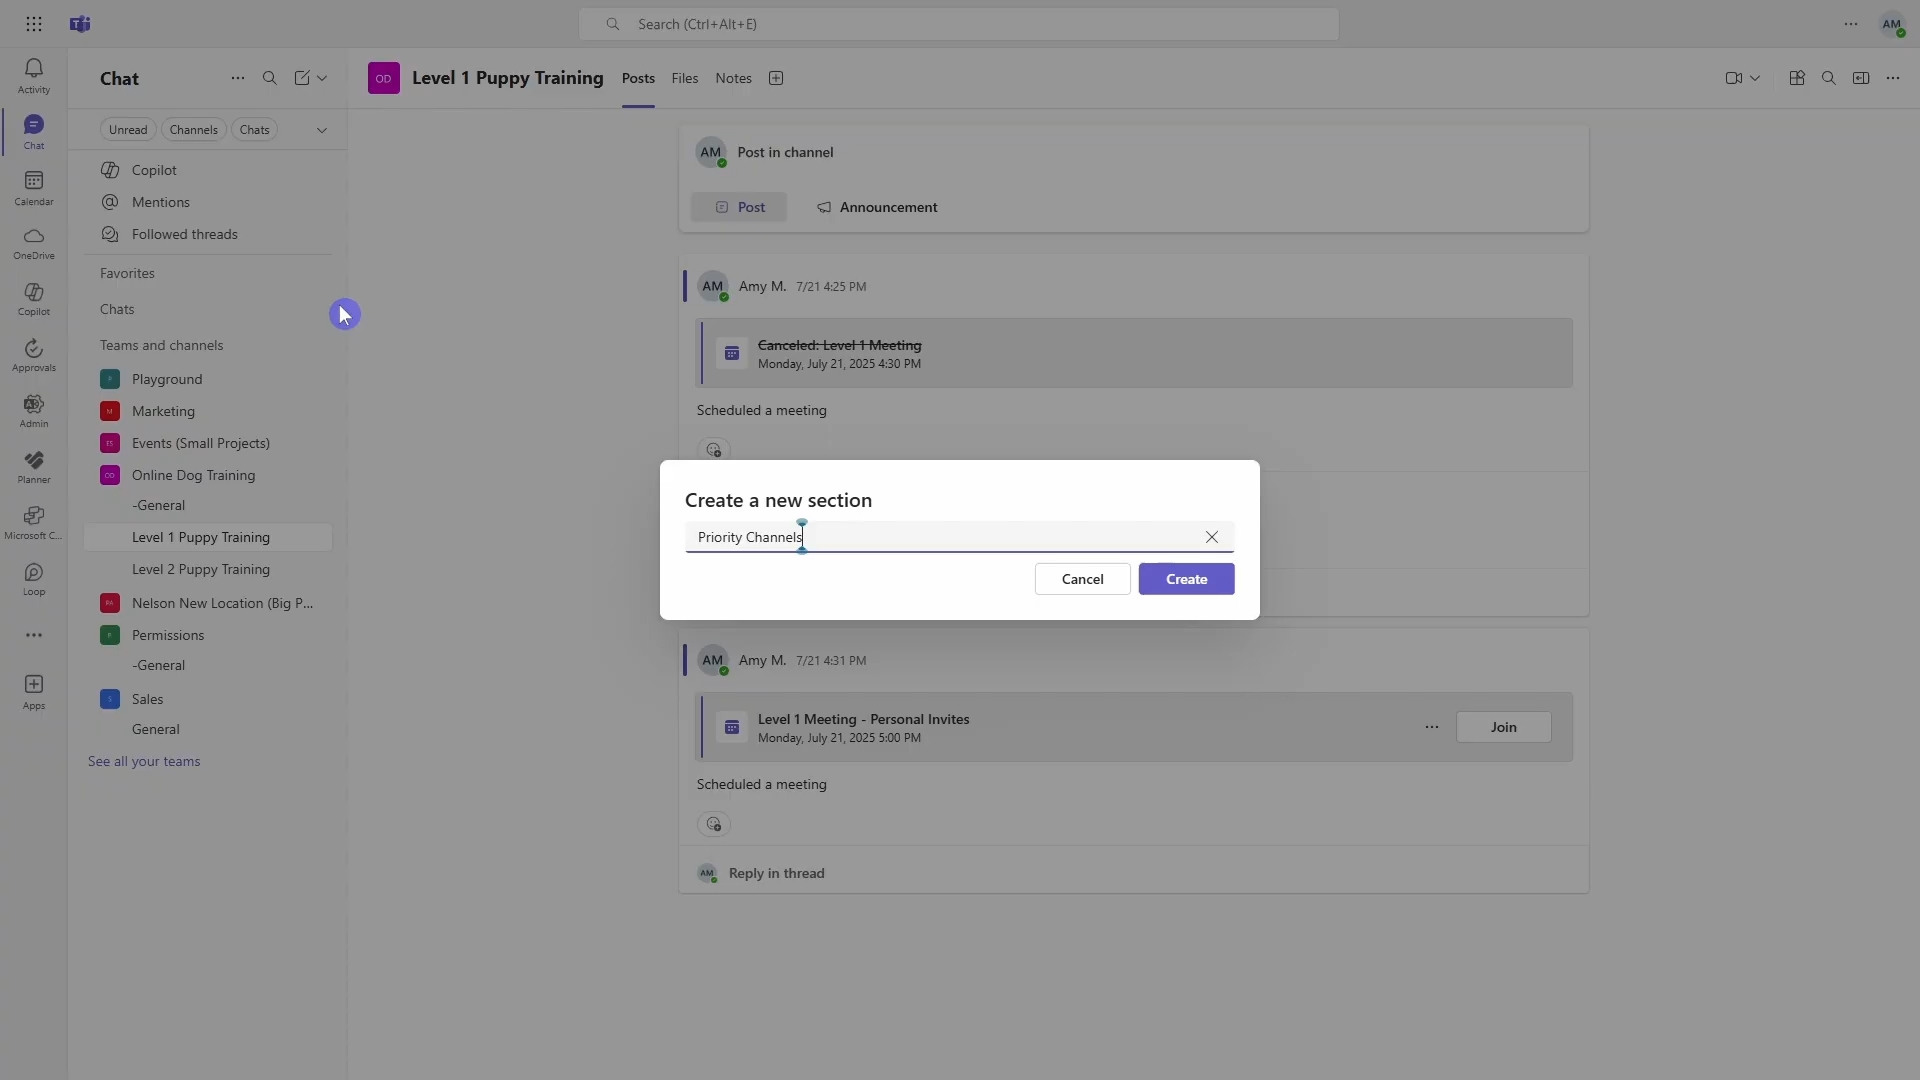 Search (Ctrl+Alt+E)
AM
Activity
Chat
Calendar
OneDrive
Copilot
Approvals
Admin
Planner
Microsoft C...
Loop
Apps
Chat
Unread
Channels
Chats
Copilot
Mentions
Followed threads
Favorites
Chats
Teams and channels
Playground
M Marketing
ES Events (Small Projects)
Online Dog Training
-General
Level 1 Puppy Training
Level 2 Puppy Training
Nelson New Location (Big P...
Permissions
-General
Sales
General
See all your teams
OD Level 1 Puppy Training
Posts
Files
Notes
AM Post in channel
Post
Announcement
AM Amy M. 7/21 4:25 PM
Canceled: Level 1 Meeting
Monday, July 21, 2025 4:30 PM
Scheduled a meeting
Create a new section
Priority Channels
Cancel
Create
AM Amy M. 7/21 4:31 PM
Level 1 Meeting - Personal Invites
Monday, July 21, 2025 5:00 PM
Join
Scheduled a meeting
AM Reply in thread